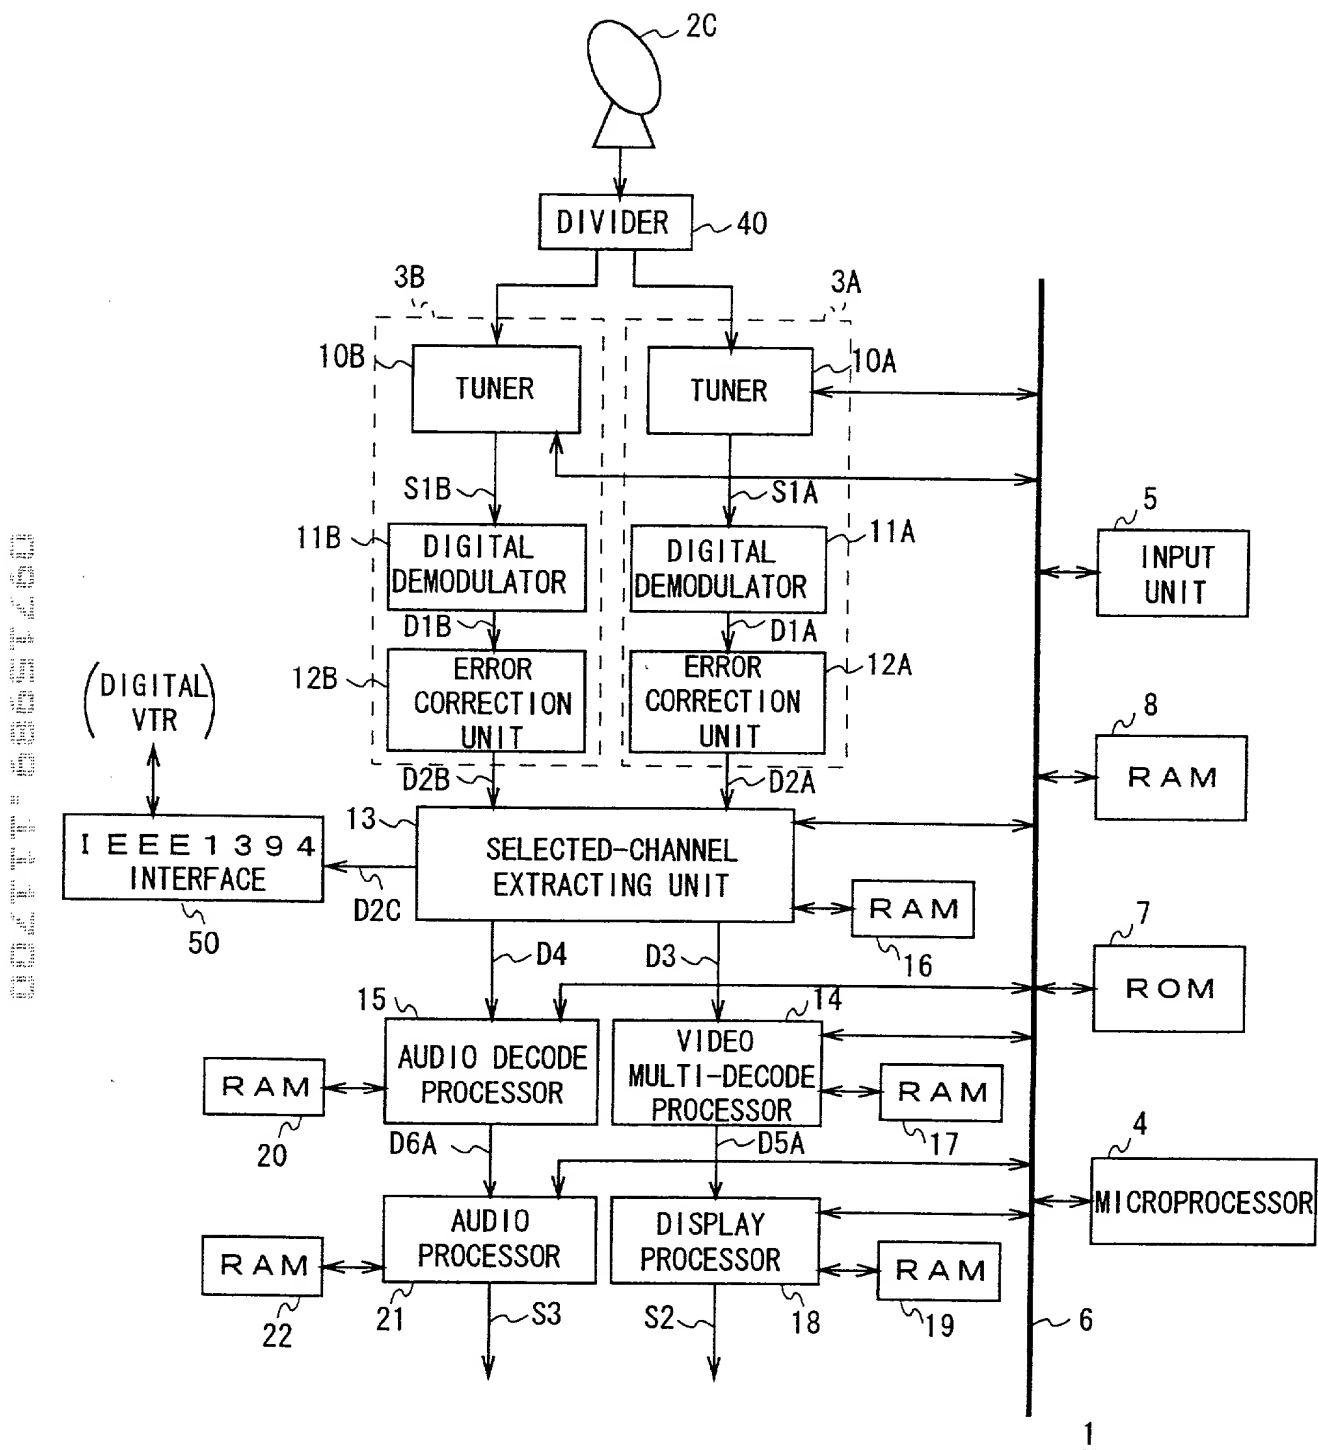 2C
DIVIDER
40
3B
3A
10B
TUNER
TUNER
10A
S1B
S1A
5
INPUT
UNIT
11B
DIGITAL
DEMODULATOR
DIGITAL
DEMODULATOR
11A
D1B
D1A
12B
ERROR
CORRECTION
UNIT
ERROR
CORRECTION
UNIT
12A
(DIGITAL
VTR)
8
RAM
D2B
D2A
13
SELECTED-CHANNEL
EXTRACTING UNIT
IEEE1394
INTERFACE
50
D2C
RAM
16
7
ROM
D4
D3
15
AUDIO DECODE
PROCESSOR
14
VIDEO
MULTI-DECODE
PROCESSOR
RAM
20
RAM
17
D6A
D5A
4
MICROPROCESSOR
AUDIO
PROCESSOR
21
DISPLAY
PROCESSOR
18
RAM
22
RAM
19
S3
S2
6
1